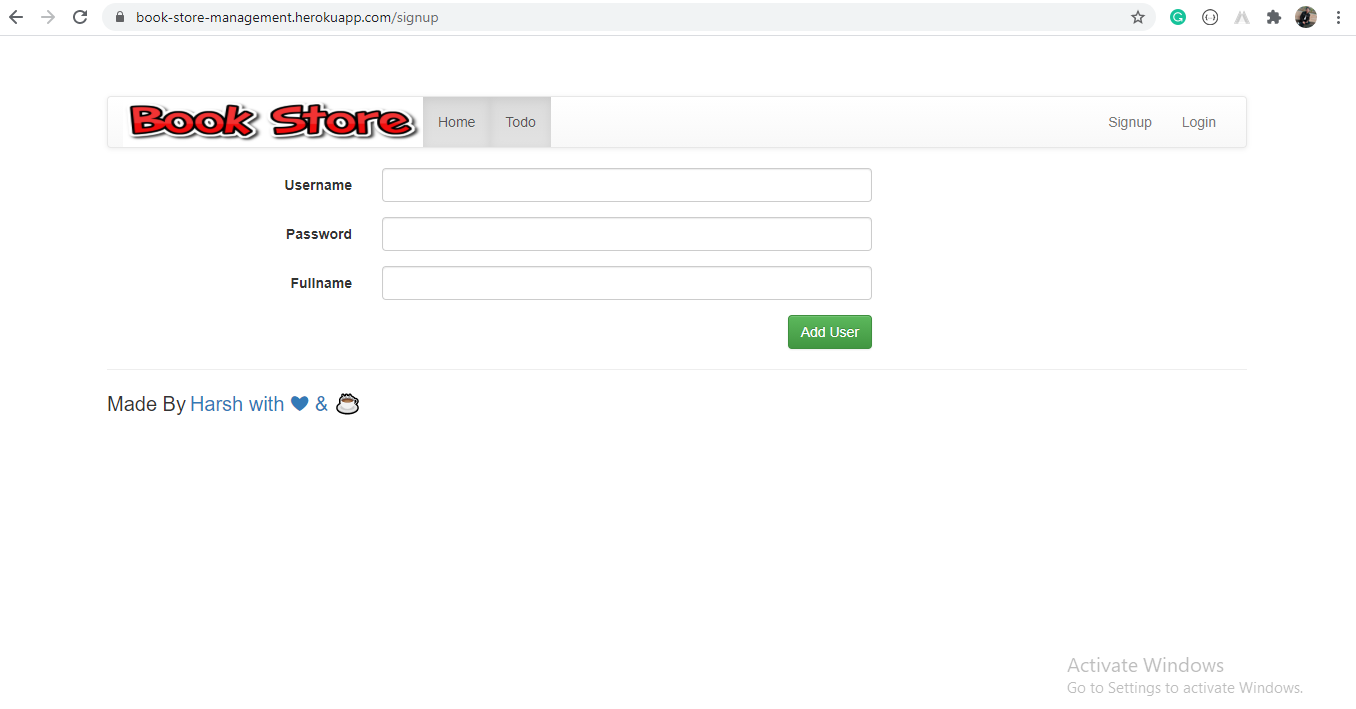 book-store-management.herokuapp.com/signup
Book Store Home Todo Signup Login
Username
Password
Fullname
Add User
Made By Harsh with ♥ & ☕
Activate Windows
Go to Settings to activate Windows.